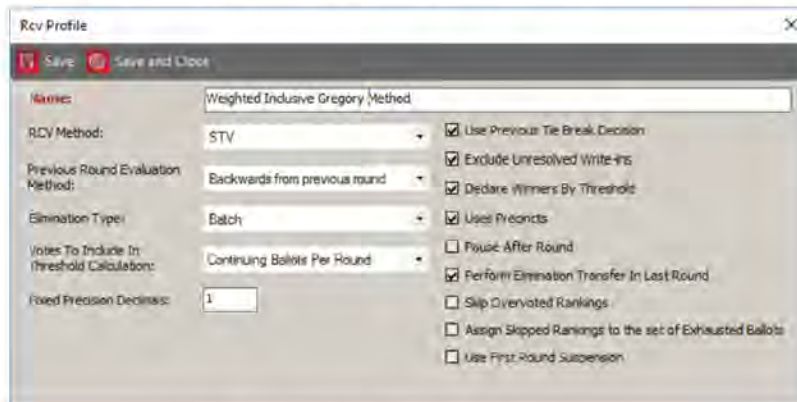 Rcv Profile
Save Save and Close
Name: Weighted Inclusive Gregory Method
RCV Method: STV
Previous Round Evaluation Method: Backwards from previous round
Elimination Type: Batch
Votes To Include In Threshold Calculation: Continuing Ballots Per Round
Fixed Precision Decimals: 1
Use Previous Tie Break Decision
Exclude Unresolved Write-ins
Declare Winners By Threshold
Uses Precincts
Pause After Round
Perform Elimination Transfer In Last Round
Skip Overvoted Rankings
Assign Skipped Rankings to the set of Exhausted Ballots
Use First Round Suspension